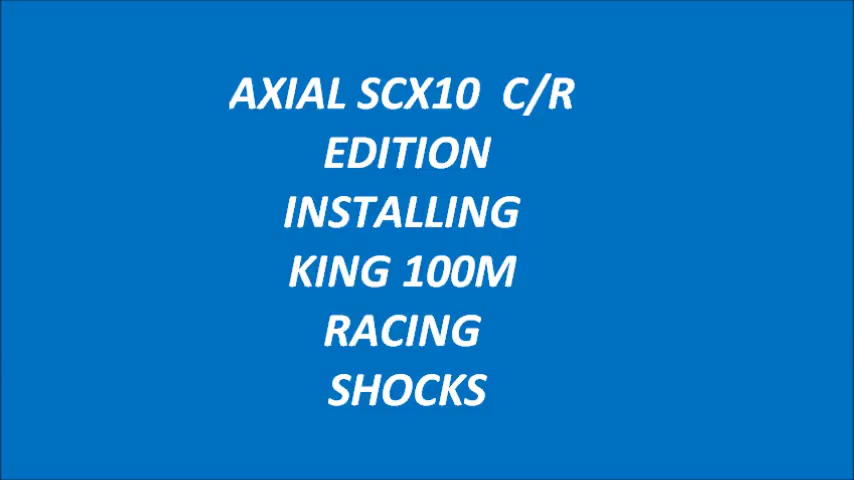 AXIAL SCX10 C/R
EDITION
INSTALLING
KING 100M
RACING
SHOCKS